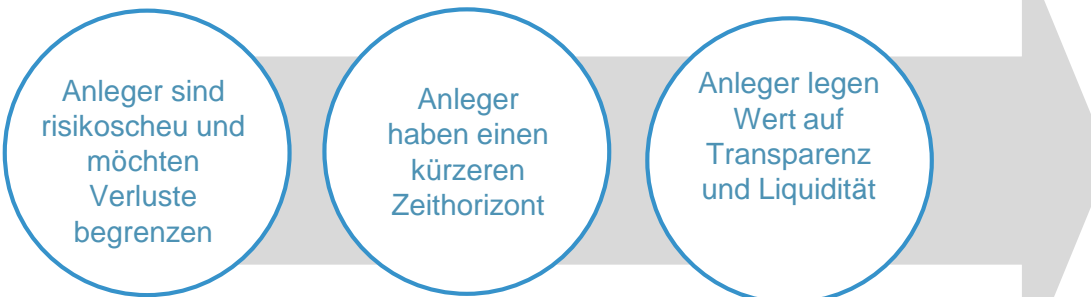 Anleger sind
risikoscheu und
möchten
Verluste
begrenzen
Anleger
haben einen
kürzeren
Zeithorizont
Anleger legen
Wert auf
Transparenz
und Liquidität